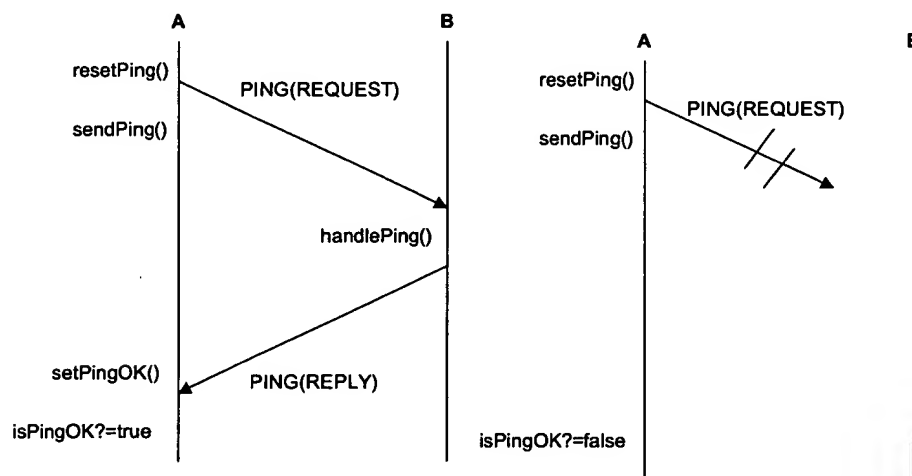 A
B
resetPing()
PING(REQUEST)
sendPing()
handlePing()
setPingOK()
PING(REPLY)
isPingOK?=true
A
resetPing()
PING(REQUEST)
sendPing()
isPingOK?=false